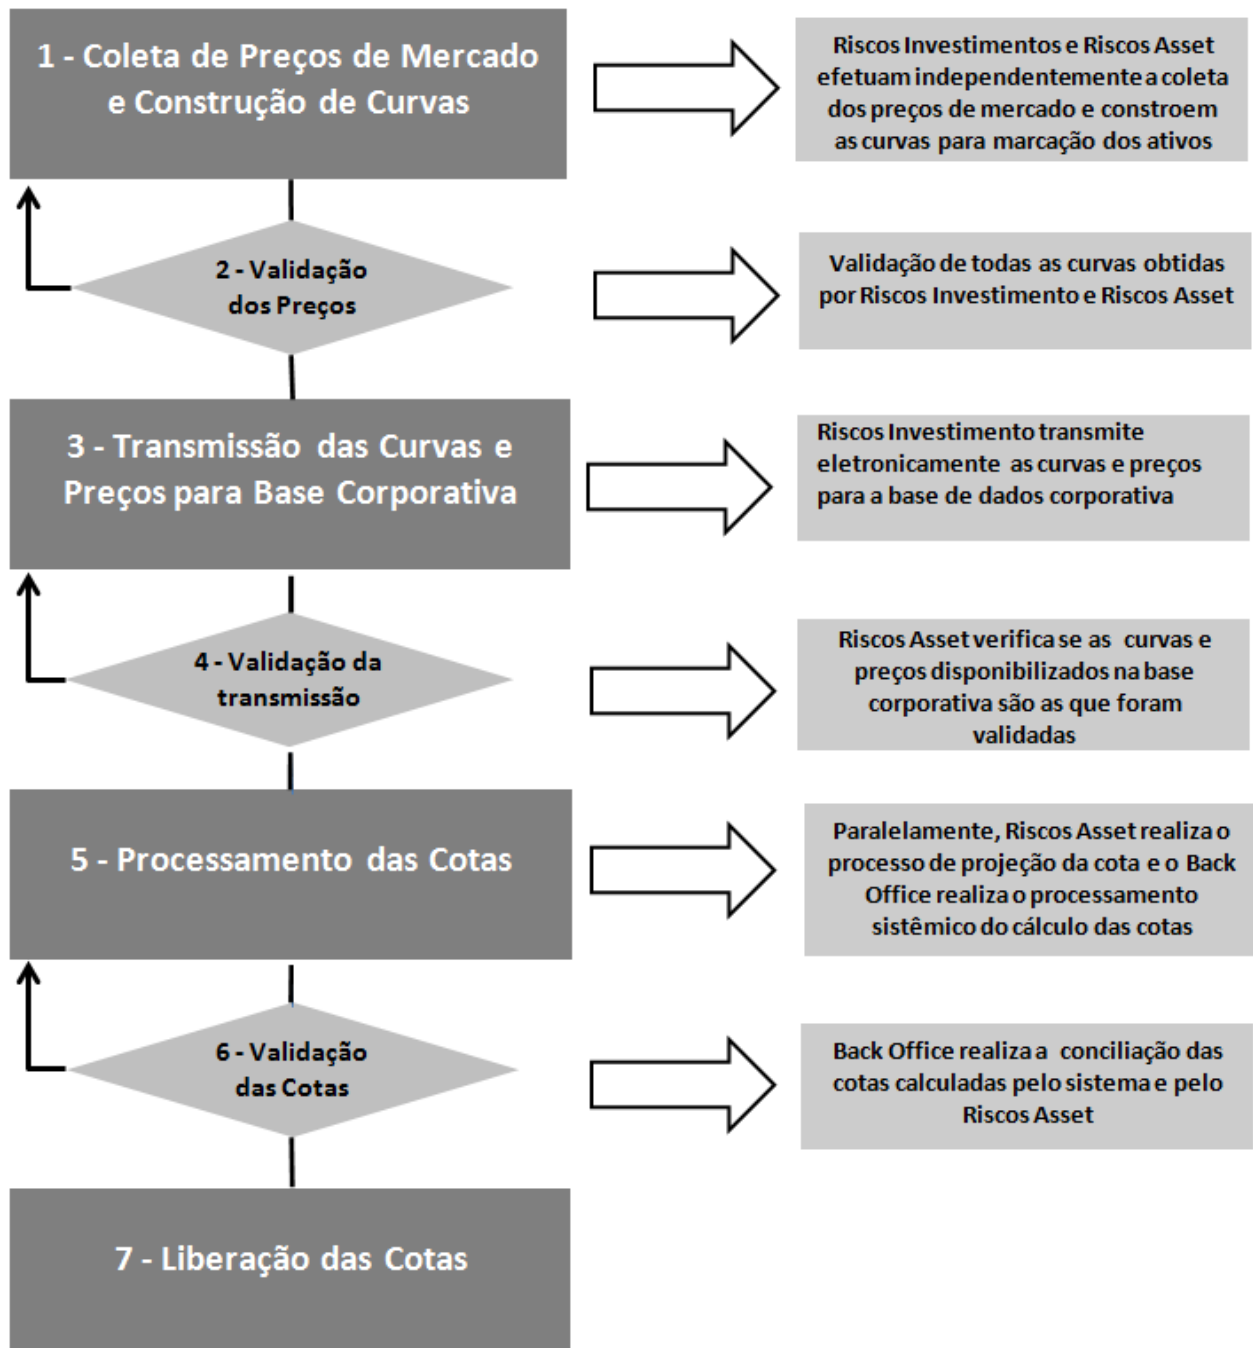 1 - Coleta de Preços de Mercado
e Construção de Curvas
Riscos Investimentos e Riscos Asset
efetuam independentemente a coleta
dos preços de mercado e constroem
as curvas para marcação dos ativos
2 - Validação
dos Preços
Validação de todas as curvas obtidas
por Riscos Investimento e Riscos Asset
3 - Transmissão das Curvas e
Preços para Base Corporativa
Riscos Investimento transmite
eletronicamente as curvas e preços
para a base de dados corporativa
4 - Validação da
transmissão
Riscos Asset verifica se as curvas e
preços disponibilizados na base
corporativa são as que foram
validadas
5 - Processamento das Cotas
Paralelamente, Riscos Asset realiza o
processo de projeção da cota e o Back
Office realiza o processamento
sistêmico do cálculo das cotas
6 - Validação
das Cotas
Back Office realiza a conciliação das
cotas calculadas pelo sistema e pelo
Riscos Asset
7 - Liberação das Cotas